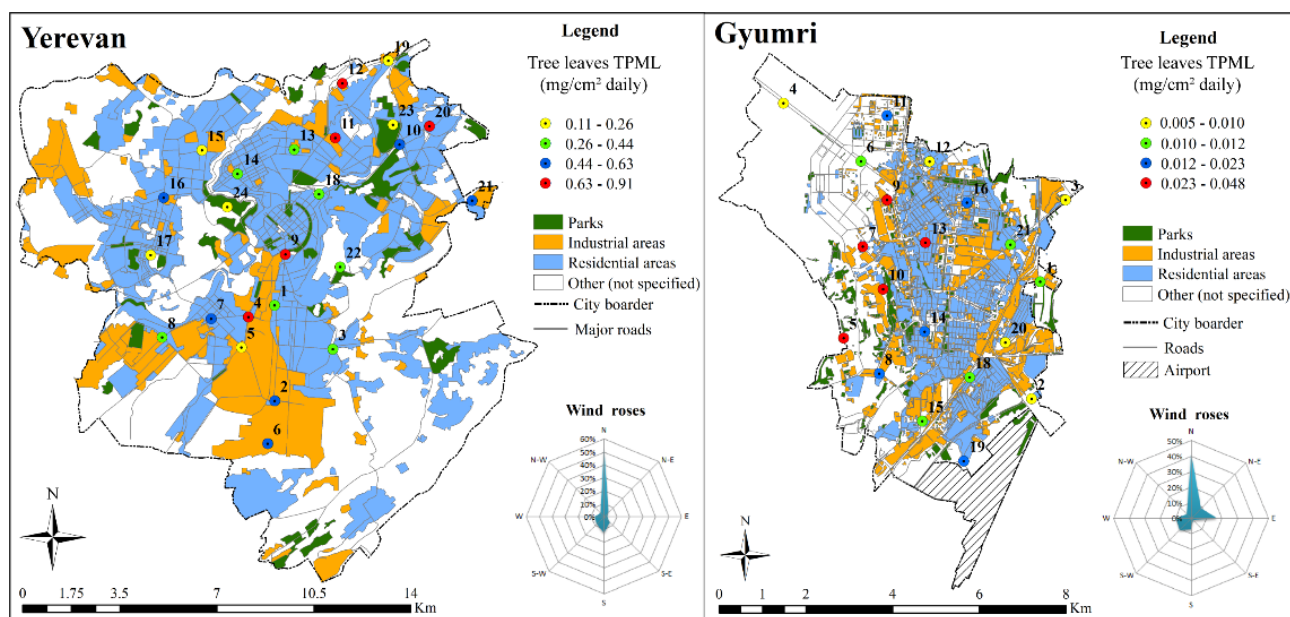 Yerevan
Legend
Tree leaves TPML
(mg/cm² daily)
0.11 - 0.26
0.26 - 0.44
0.44 - 0.63
0.63 - 0.91
Parks
Industrial areas
Residential areas
Other (not specified)
City boarder
Major roads
Wind roses
N
60%
50%
40%
30%
20%
10%
0%
N-E
E
S-E
S
S-W
W
N-W
19
12
23
20
10
11
13
15
14
18
16
24
21
17
9
22
1
7
4
8
5
3
2
6
N
0 1.75 3.5 7 10.5 14
Km
Gyumri
Legend
Tree leaves TPML
(mg/cm² daily)
0.005 - 0.010
0.010 - 0.012
0.012 - 0.023
0.023 - 0.048
Parks
Industrial areas
Residential areas
Other (not specified)
City boarder
Roads
Airport
Wind roses
N
50%
40%
30%
20%
10%
0%
N-E
E
S-E
S
S-W
W
N-W
4
11
6
12
9
16
3
7
13
21
10
1
5
14
20
8
18
2
15
19
N
0 2 4 6 8
Km